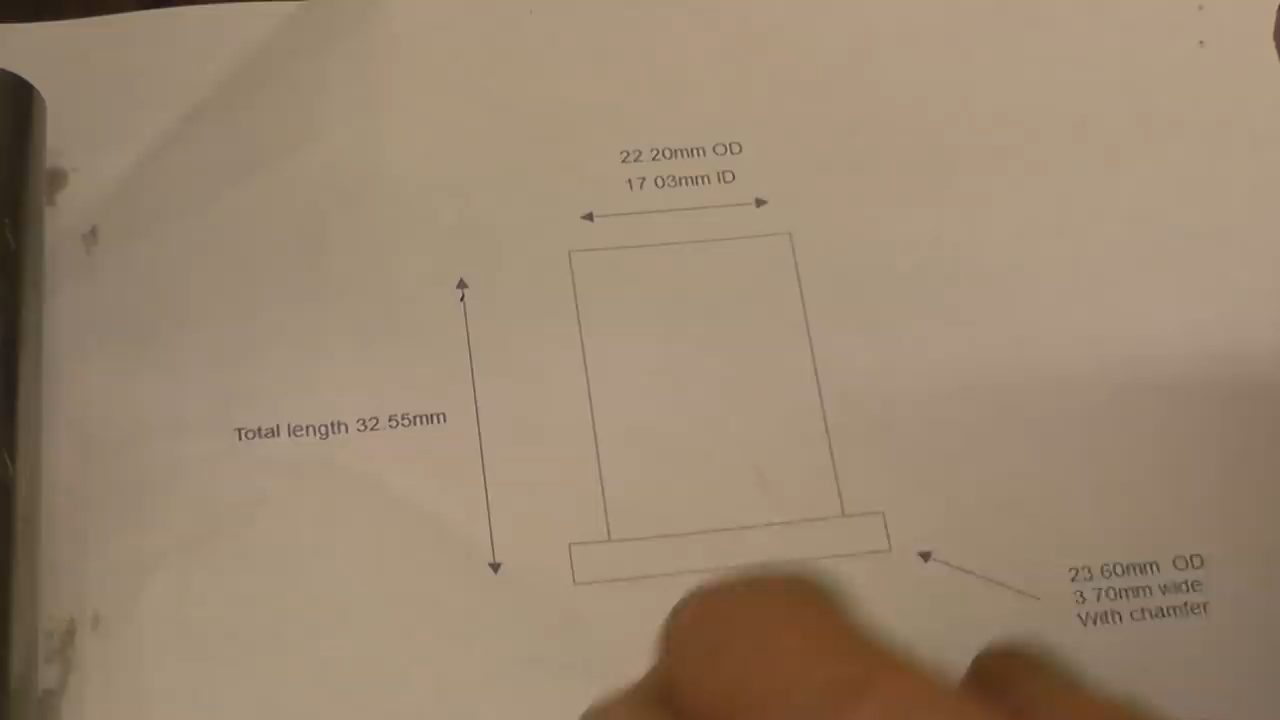 22.20mm OD
17.03mm ID
Total length 32.55mm
23.60mm OD
3.70mm wide
With chamfer